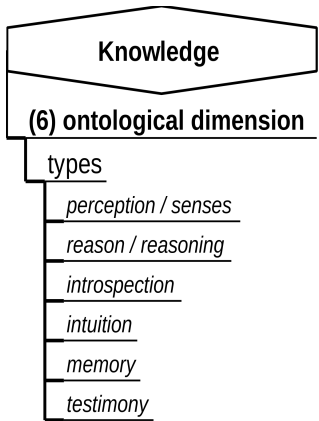 Knowledge
(6) ontological dimension
types
perception / senses
reason / reasoning
introspection
intuition
memory
testimony